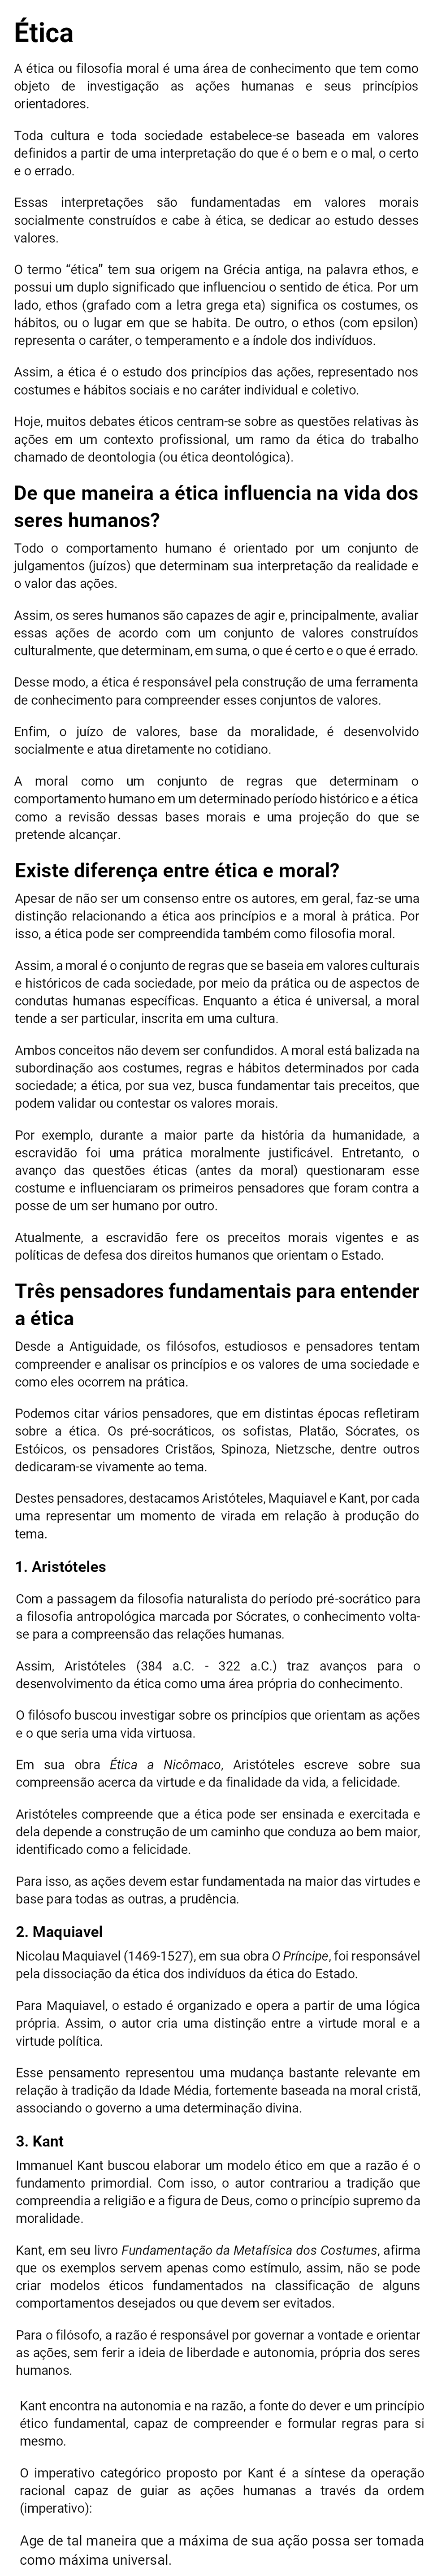 Ética
A ética ou filosofia moral é uma área de conhecimento que tem como
objeto de investigação as ações humanas e seus princípios
orientadores.
Toda cultura e toda sociedade estabelece-se baseada em valores
definidos a partir de uma interpretação do que é o bem e o mal, o certo
e o errado.
Essas interpretações são fundamentadas em valores morais
socialmente construídos e cabe à ética, se dedicar ao estudo desses
valores.
O termo “ética” tem sua origem na Grécia antiga, na palavra ethos, e
possui um duplo significado que influenciou o sentido de ética. Por um
lado, ethos (grafado com a letra grega eta) significa os costumes, os
hábitos, ou o lugar em que se habita. De outro, o ethos (com epsilon)
representa o caráter, o temperamento e a índole dos indivíduos.
Assim, a ética é o estudo dos princípios das ações, representado nos
costumes e hábitos sociais e no caráter individual e coletivo.
Hoje, muitos debates éticos centram-se sobre as questões relativas às
ações em um contexto profissional, um ramo da ética do trabalho
chamado de deontologia (ou ética deontológica).
De que maneira a ética influencia na vida dos
seres humanos?
Todo o comportamento humano é orientado por um conjunto de
julgamentos (juízos) que determinam sua interpretação da realidade e
o valor das ações.
Assim, os seres humanos são capazes de agir e, principalmente, avaliar
essas ações de acordo com um conjunto de valores construídos
culturalmente, que determinam, em suma, o que é certo e o que é errado.
Desse modo, a ética é responsável pela construção de uma ferramenta
de conhecimento para compreender esses conjuntos de valores.
Enfim, o juízo de valores, base da moralidade, é desenvolvido
socialmente e atua diretamente no cotidiano.
A moral como um conjunto de regras que determinam o
comportamento humano em um determinado período histórico e a ética
como a revisão dessas bases morais e uma projeção do que se
pretende alcançar.
Existe diferença entre ética e moral?
Apesar de não ser um consenso entre os autores, em geral, faz-se uma
distinção relacionando a ética aos princípios e a moral à prática. Por
isso, a ética pode ser compreendida também como filosofia moral.
Assim, a moral é o conjunto de regras que se baseia em valores culturais
e históricos de cada sociedade, por meio da prática ou de aspectos de
condutas humanas específicas. Enquanto a ética é universal, a moral
tende a ser particular, inscrita em uma cultura.
Ambos conceitos não devem ser confundidos. A moral está balizada na
subordinação aos costumes, regras e hábitos determinados por cada
sociedade; a ética, por sua vez, busca fundamentar tais preceitos, que
podem validar ou contestar os valores morais.
Por exemplo, durante a maior parte da história da humanidade, a
escravidão foi uma prática moralmente justificável. Entretanto, o
avanço das questões éticas (antes da moral) questionaram esse
costume e influenciaram os primeiros pensadores que foram contra a
posse de um ser humano por outro.
Atualmente, a escravidão fere os preceitos morais vigentes e as
políticas de defesa dos direitos humanos que orientam o Estado.
Três pensadores fundamentais para entender
a ética
Desde a Antiguidade, os filósofos, estudiosos e pensadores tentam
compreender e analisar os princípios e os valores de uma sociedade e
como eles ocorrem na prática.
Podemos citar vários pensadores, que em distintas épocas refletiram
sobre a ética. Os pré-socráticos, os sofistas, Platão, Sócrates, os
Estóicos, os pensadores Cristãos, Spinoza, Nietzsche, dentre outros
dedicaram-se vivamente ao tema.
Destes pensadores, destacamos Aristóteles, Maquiavel e Kant, por cada
uma representar um momento de virada em relação à produção do
tema.
1. Aristóteles
Com a passagem da filosofia naturalista do período pré-socrático para
a filosofia antropológica marcada por Sócrates, o conhecimento volta-
se para a compreensão das relações humanas.
Assim, Aristóteles (384 a.C. - 322 a.C.) traz avanços para o
desenvolvimento da ética como uma área própria do conhecimento.
O filósofo buscou investigar sobre os princípios que orientam as ações
e o que seria uma vida virtuosa.
Em sua obra Ética a Nicômaco, Aristóteles escreve sobre sua
compreensão acerca da virtude e da finalidade da vida, a felicidade.
Aristóteles compreende que a ética pode ser ensinada e exercitada e
dela depende a construção de um caminho que conduza ao bem maior,
identificado como a felicidade.
Para isso, as ações devem estar fundamentada na maior das virtudes e
base para todas as outras, a prudência.
2. Maquiavel
Nicolau Maquiavel (1469-1527), em sua obra O Príncipe, foi responsável
pela dissociação da ética dos indivíduos da ética do Estado.
Para Maquiavel, o estado é organizado e opera a partir de uma lógica
própria. Assim, o autor cria uma distinção entre a virtude moral e a
virtude política.
Esse pensamento representou uma mudança bastante relevante em
relação à tradição da Idade Média, fortemente baseada na moral cristã,
associando o governo a uma determinação divina.
3. Kant
Immanuel Kant buscou elaborar um modelo ético em que a razão é o
fundamento primordial. Com isso, o autor contrariou a tradição que
compreendia a religião e a figura de Deus, como o princípio supremo da
moralidade.
Kant, em seu livro Fundamentação da Metafísica dos Costumes, afirma
que os exemplos servem apenas como estímulo, assim, não se pode
criar modelos éticos fundamentados na classificação de alguns
comportamentos desejados ou que devem ser evitados.
Para o filósofo, a razão é responsável por governar a vontade e orientar
as ações, sem ferir a ideia de liberdade e autonomia, própria dos seres
humanos.
Kant encontra na autonomia e na razão, a fonte do dever e um princípio
ético fundamental, capaz de compreender e formular regras para si
mesmo.
O imperativo categórico proposto por Kant é a síntese da operação
racional capaz de guiar as ações humanas a través da ordem
(imperativo):
Age de tal maneira que a máxima de sua ação possa ser tomada
como máxima universal.